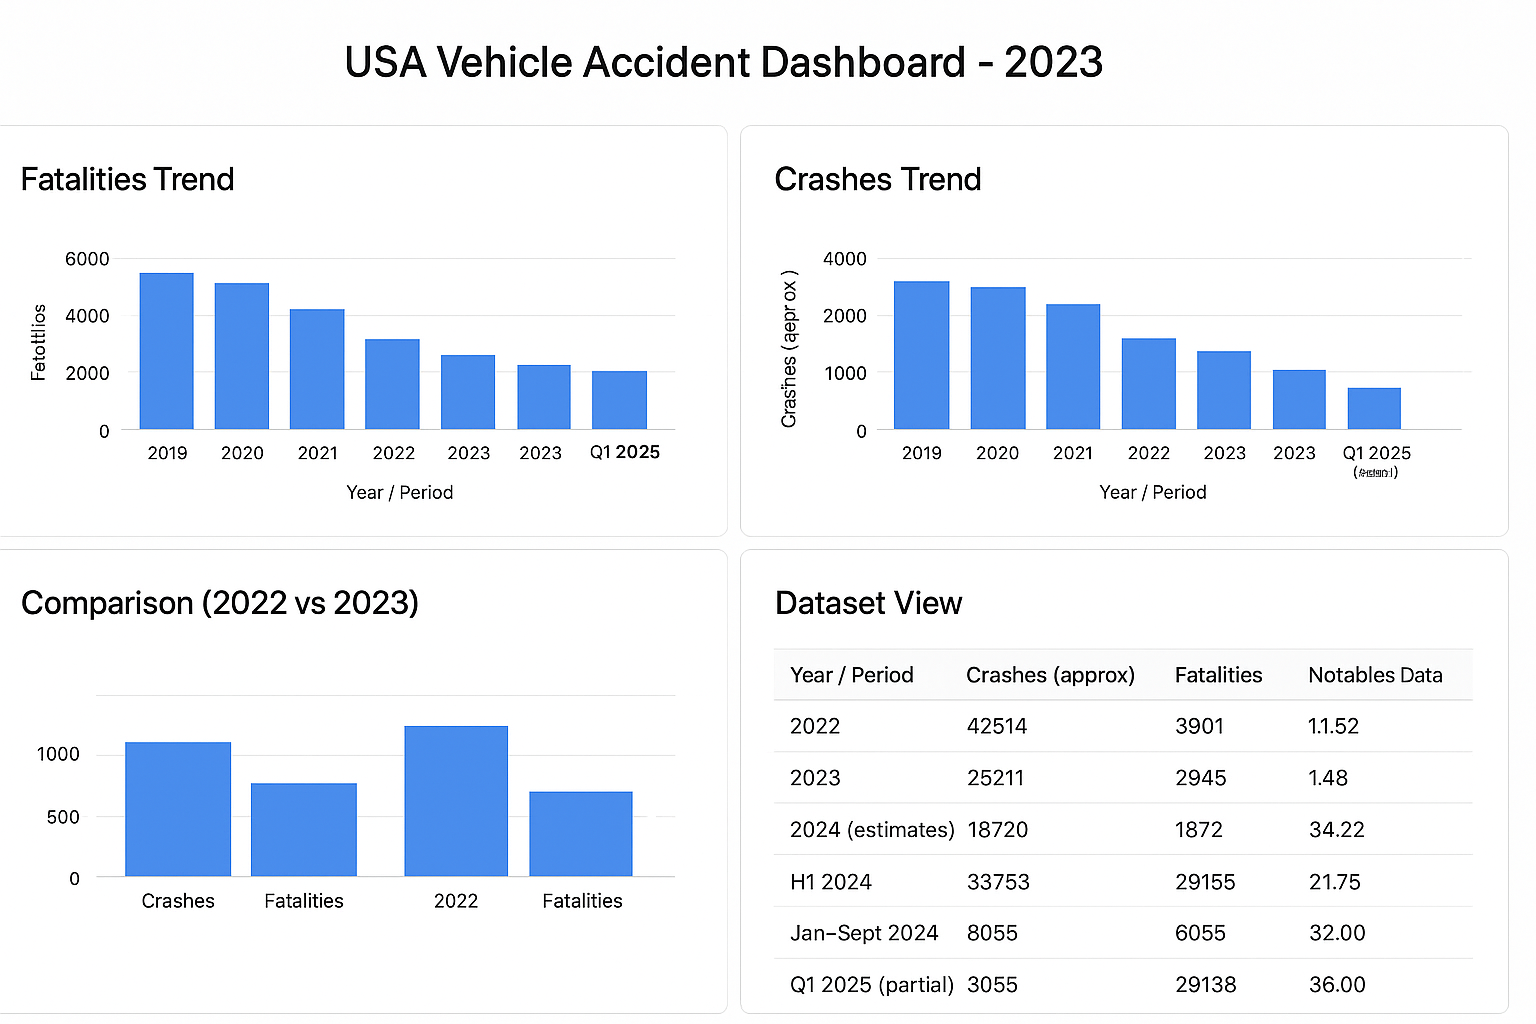 USA Vehicle Accident Dashboard - 2023
Fatalities Trend
Fetottlios
6000
4000
2000
0
2019 2020 2021 2022 2023 2023 Q1 2025
Year / Period
Crashes Trend
Crashes (aepr ox )
4000
2000
1000
0
2019 2020 2021 2022 2023 2023 Q1 2025
Year / Period
Comparison (2022 vs 2023)
1000
500
0
Crashes Fatalities 2022 Fatalities
Dataset View
Year / Period Crashes (approx) Fatalities Notables Data
2022 42514 3901 1.1.52
2023 25211 2945 1.48
2024 (estimates) 18720 1872 34.22
H1 2024 33753 29155 21.75
Jan–Sept 2024 8055 6055 32.00
Q1 2025 (partial) 3055 29138 36.00